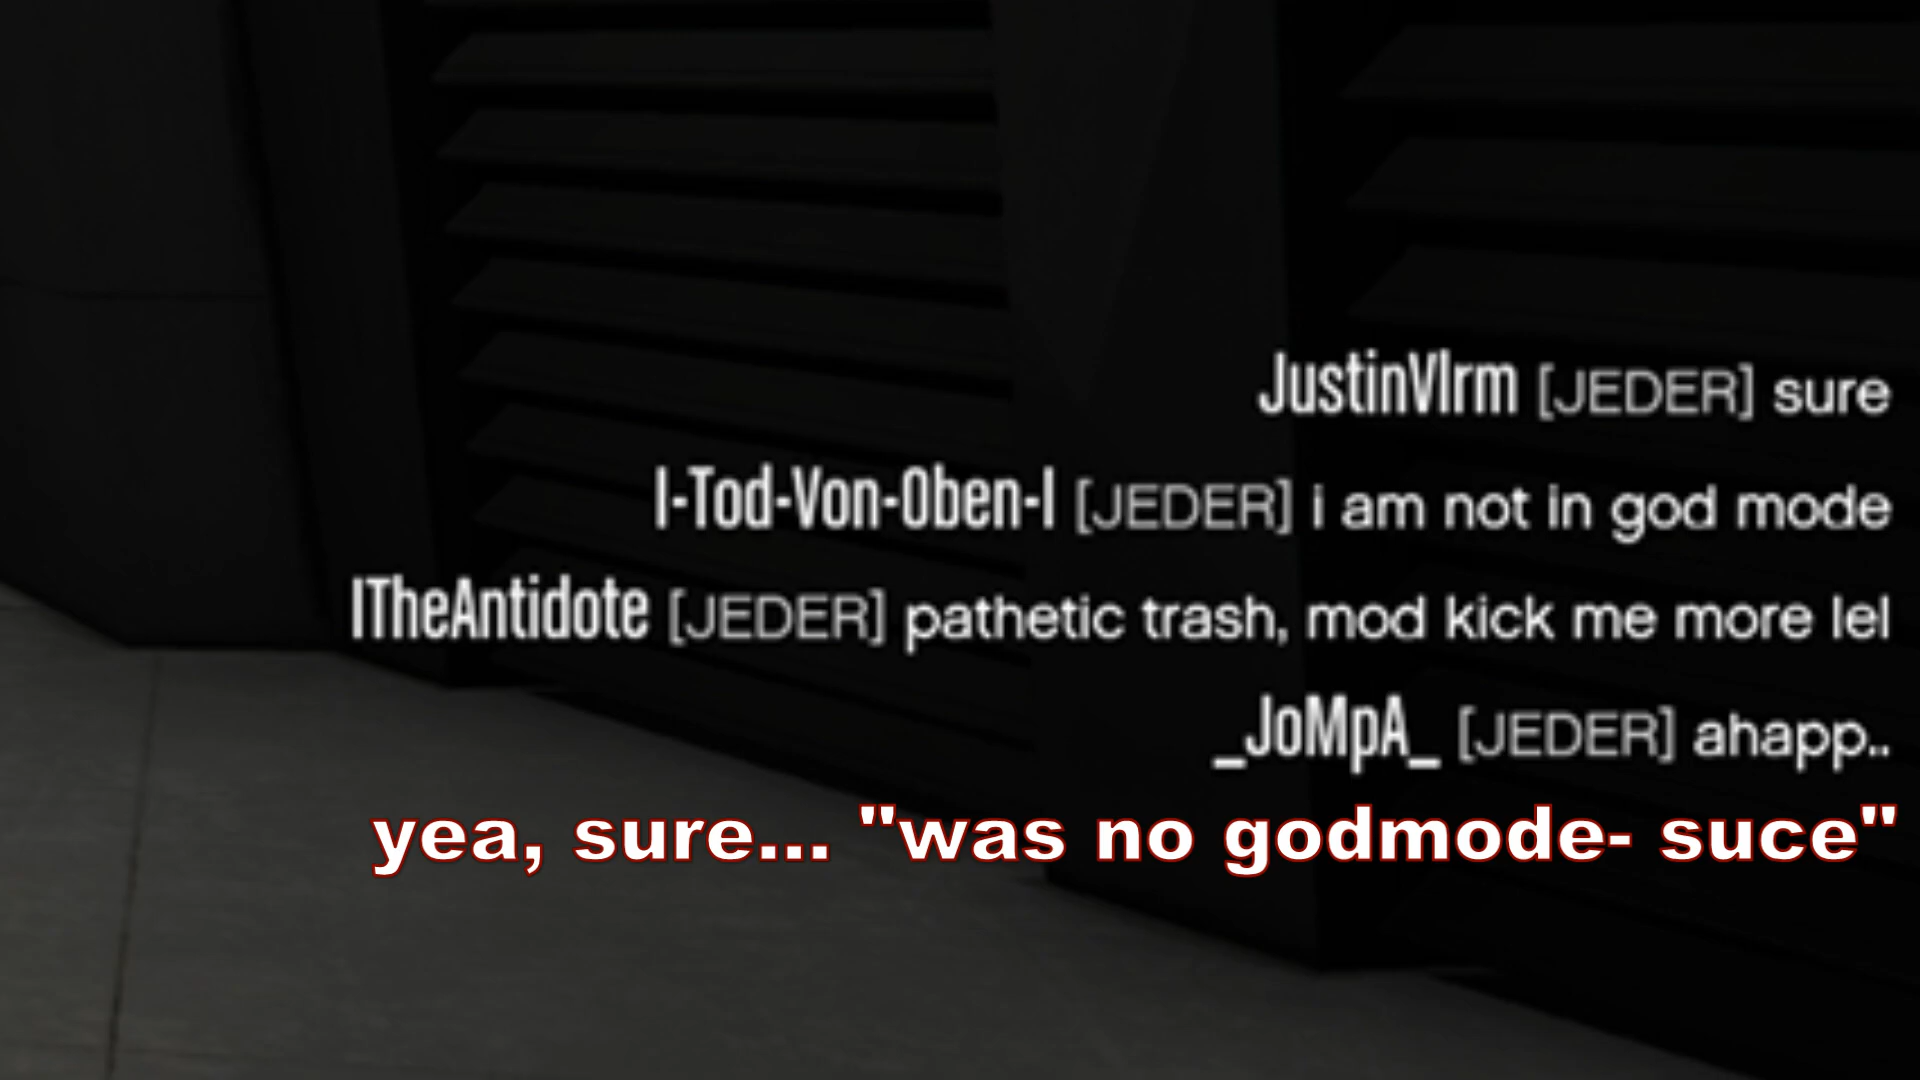 JustinVlrm [JEDER] sure
I-Tod-Von-Oben-I [JEDER] i am not in god mode
ITheAntidote [JEDER] pathetic trash, mod kick me more lel
_JoMpA_ [JEDER] ahapp..
yea, sure... "was no godmode- suce"